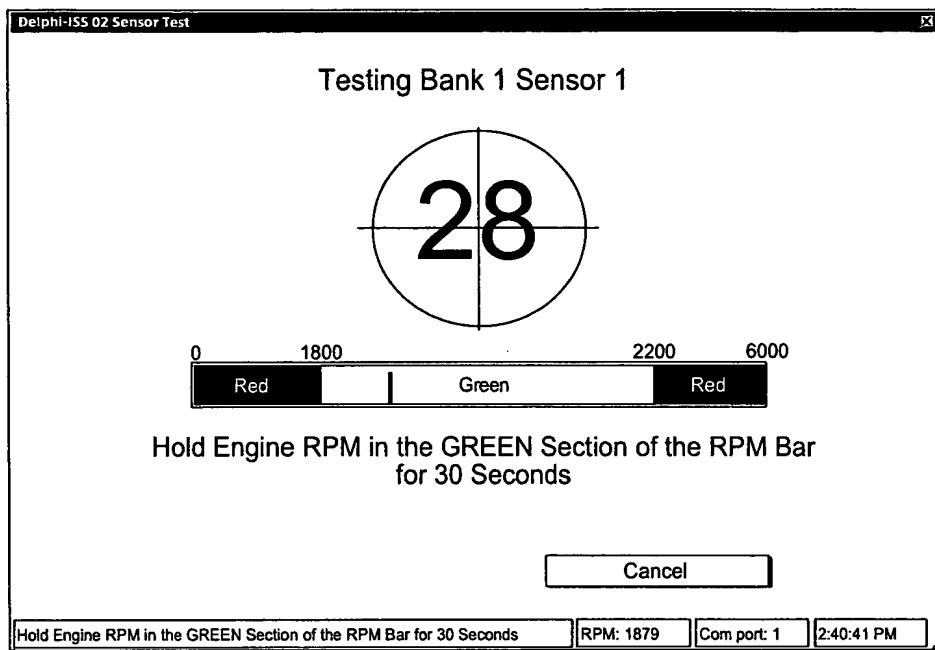 Delphi-ISS 02 Sensor Test
Testing Bank 1 Sensor 1
28
0 1800 2200 6000
Red Green Red
Hold Engine RPM in the GREEN Section of the RPM Bar
for 30 Seconds
Cancel
Hold Engine RPM in the GREEN Section of the RPM Bar for 30 Seconds RPM: 1879 Com port: 1 2:40:41 PM